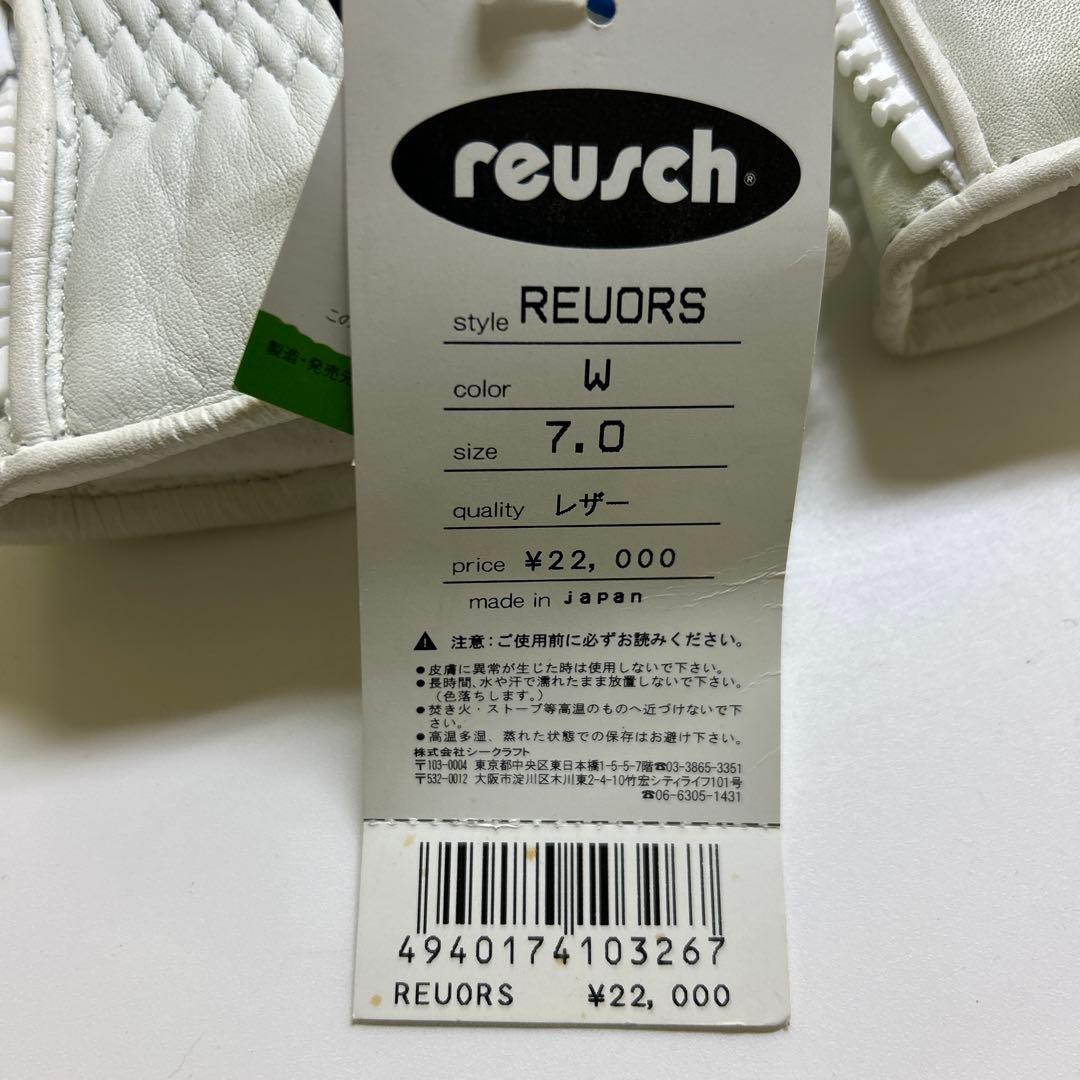 reusch®
style REUORS
color W
size 7.0
quality レザー
price ¥22,000
made in japan
注意：ご使用前に必ずお読みください。
●皮膚に異常が生じた時は使用しないで下さい。
●長時間、水や汗で濡れたまま放置しないで下さい。
（色落ちします。）
●焚き火・ストーブ等高温のものへ近づけないで下
さい。
●高温多湿、蒸れた状態での保存はお避け下さい。
株式会社シークラフト
〒103-0004 東京都中央区東日本橋1-5-5-7階☎03-3865-3351
〒532-0012 大阪市淀川区木川東2-4-10竹宏シティライフ101号
☎06-6305-1431
4940174103267
REUORS ¥22,000
この
製造・発売元